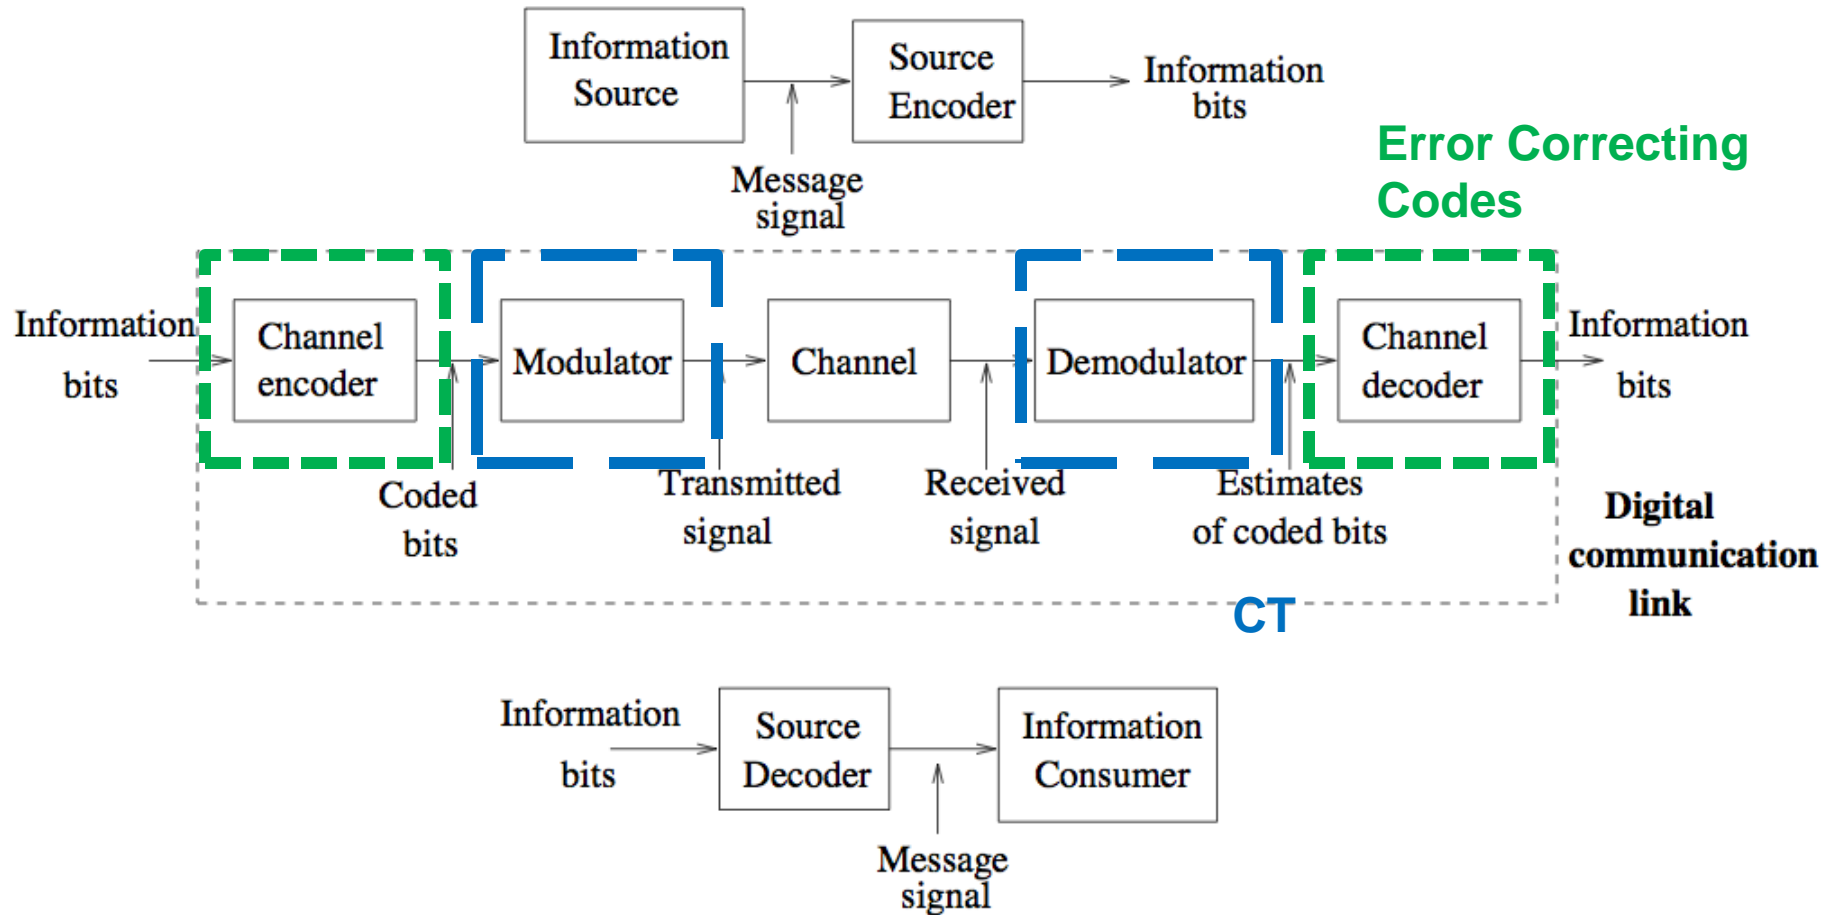 Information
Source
Source
Encoder
Information
bits
Message
signal
Error Correcting
Codes
Information
bits
Channel
encoder
Modulator
Channel
Demodulator
Channel
decoder
Information
bits
Coded
bits
Transmitted
signal
Received
signal
Estimates
of coded bits
Digital
communication
link
CT
Information
bits
Source
Decoder
Information
Consumer
Message
signal